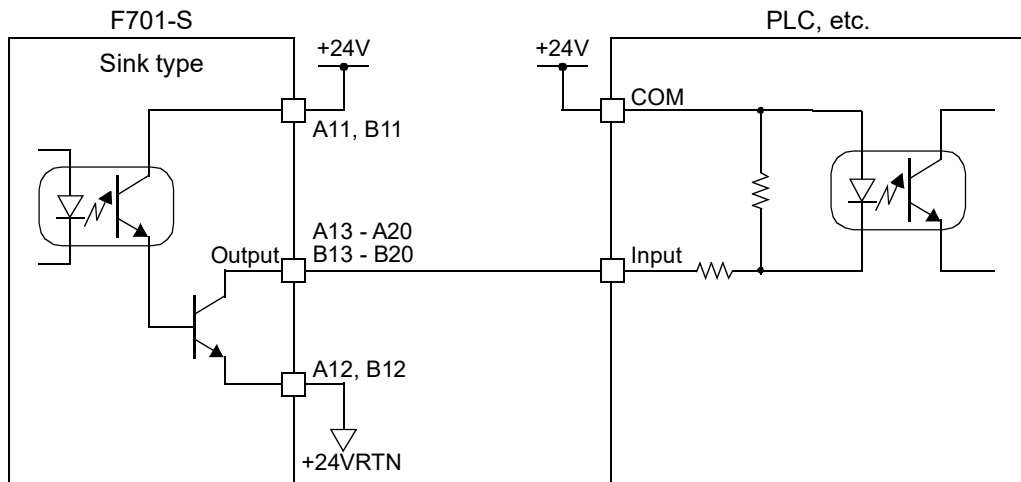 F701-S
PLC, etc.
Sink type
+24V
+24V
COM
A11, B11
A13 - A20
Output
B13 - B20
Input
A12, B12
+24VRTN